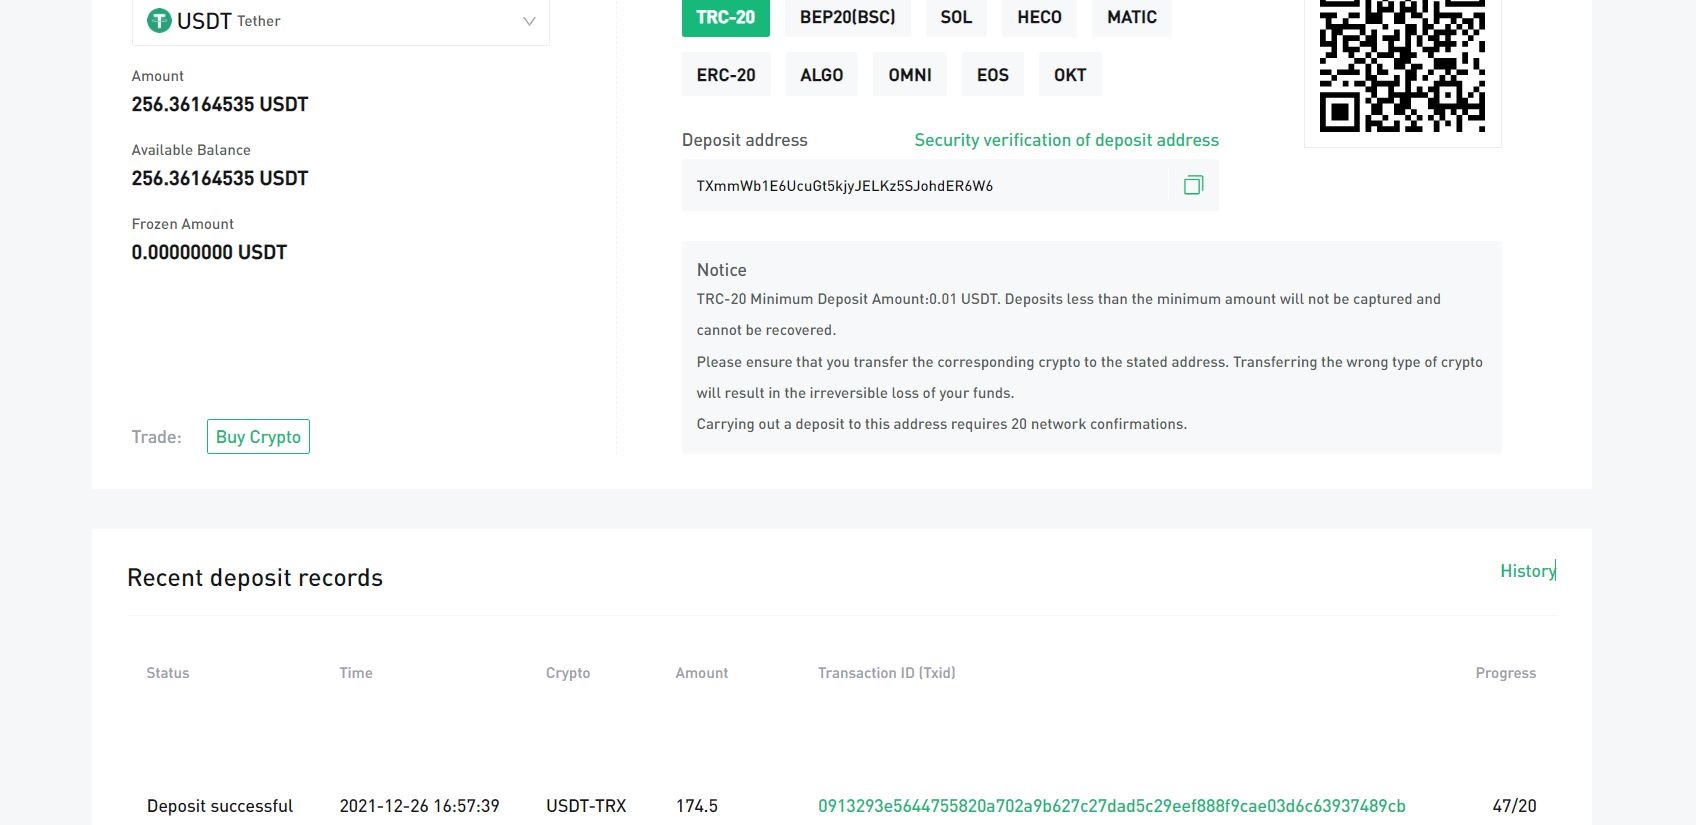 USDT Tether
Amount
256.36164535 USDT
Available Balance
256.36164535 USDT
Frozen Amount
0.00000000 USDT
Trade: Buy Crypto
TRC-20 BEP20(BSC) SOL HECO MATIC
ERC-20 ALGO OMNI EOS OKT
Deposit address Security verification of deposit address
TXmmWb1E6UcuGt5kjyJELKz5SJohdER6W6
Notice
TRC-20 Minimum Deposit Amount:0.01 USDT. Deposits less than the minimum amount will not be captured and
cannot be recovered.
Please ensure that you transfer the corresponding crypto to the stated address. Transferring the wrong type of crypto
will result in the irreversible loss of your funds.
Carrying out a deposit to this address requires 20 network confirmations.
Recent deposit records History
Status Time Crypto Amount Transaction ID (Txid) Progress
Deposit successful 2021-12-26 16:57:39 USDT-TRX 174.5 0913293e5644755820a702a9b627c27dad5c29eef888f9cae03d6c63937489cb 47/20